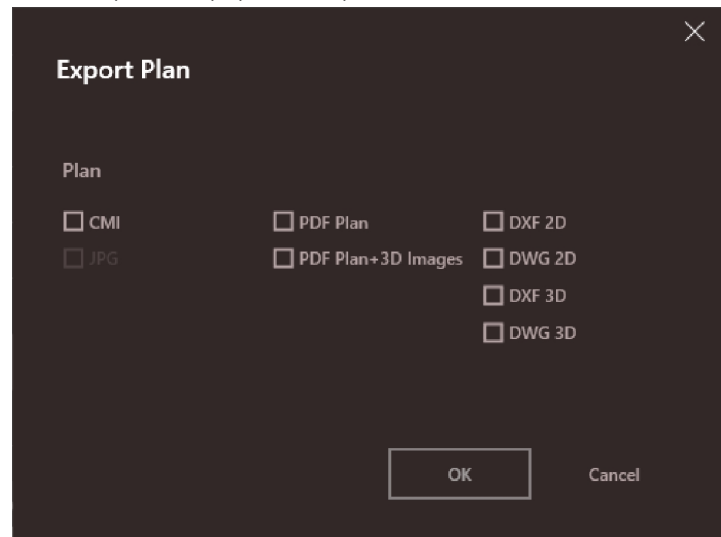 Export Plan
Plan
CMI PDF Plan DXF 2D
JPG PDF Plan+3D Images DWG 2D
DXF 3D
DWG 3D
OK Cancel